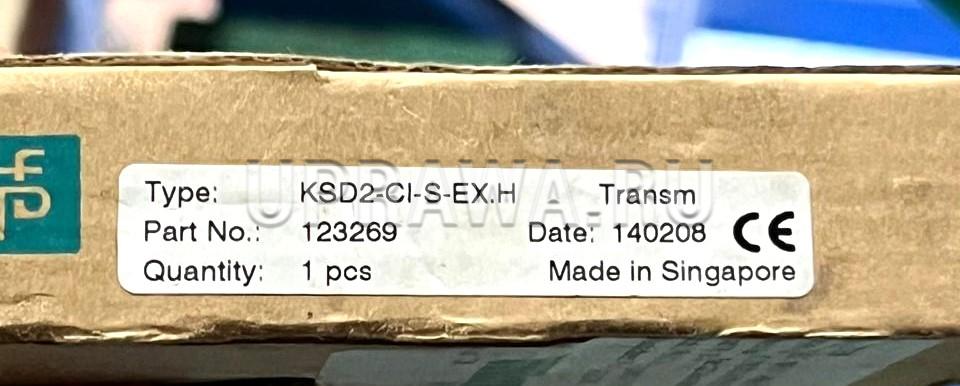 Type: KSD2-CI-S-EX.H Transm
Part No.: 123269 Date: 140208 CE
Quantity: 1 pcs Made in Singapore
UPRAWA.RU